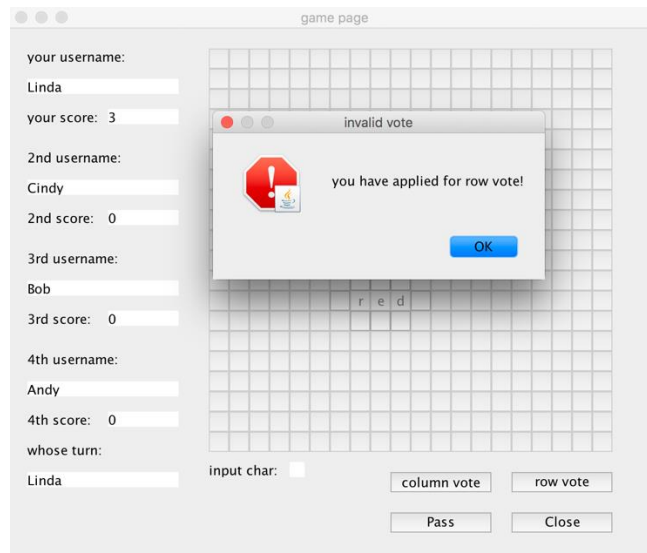 game page
your username:
Linda
your score: 3
2nd username:
Cindy
2nd score: 0
3rd username:
Bob
3rd score: 0
4th username:
Andy
4th score: 0
whose turn:
Linda
invalid vote
you have applied for row vote!
OK
r e d
input char:
column vote row vote
Pass Close